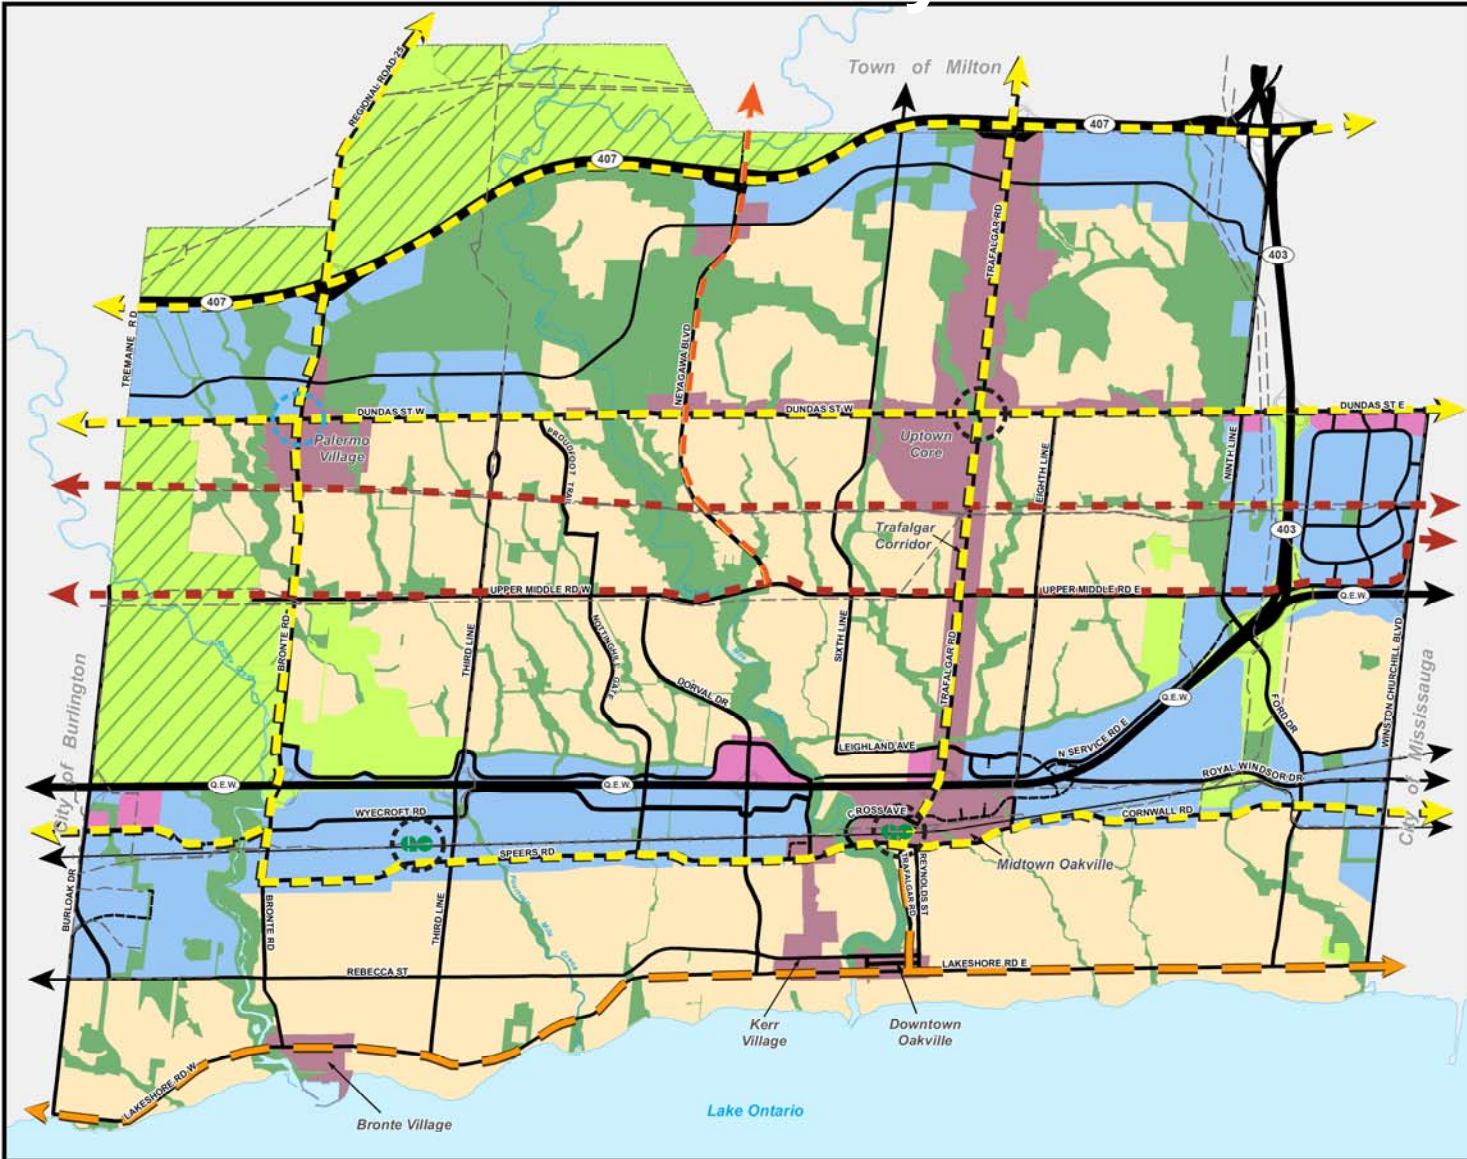 Town of Milton
REGIONAL ROAD 25
407
407
407
403
TREMAINE RD
TRAFALGAR RD
NEYAGAWA BLVD
DUNDAS ST W
DUNDAS ST W
DUNDAS ST E
Palermo
Village
PROUDFOOT TRAIL
Uptown
Core
EIGHTH LINE
NINTH LINE
403
Trafalgar
Corridor
UPPER MIDDLE RD W
UPPER MIDDLE RD E
Q.E.W.
BRONTE RD
THIRD LINE
NOTTINGHILL GATE
SIXTH LINE
TRAFALGAR RD
WINSTON CHURCHILL BLVD
City of Burlington
City of Mississauga
DORVAL DR
Q.E.W.
FORD DR
LEIGHLAND AVE
N SERVICE RD E
ROYAL WINDSOR DR
Q.E.W.
Q.E.W.
WYECROFT RD
CROSS AVE
CORNWALL RD
SPEERS RD
Midtown Oakville
BURLOAK DR
BRONTE RD
THIRD LINE
TRAFALGAR RD
REYNOLDS ST
REBECCA ST
LAKESHORE RD E
Kerr
Village
Downtown
Oakville
LAKESHORE RD W
Bronte Village
Lake Ontario